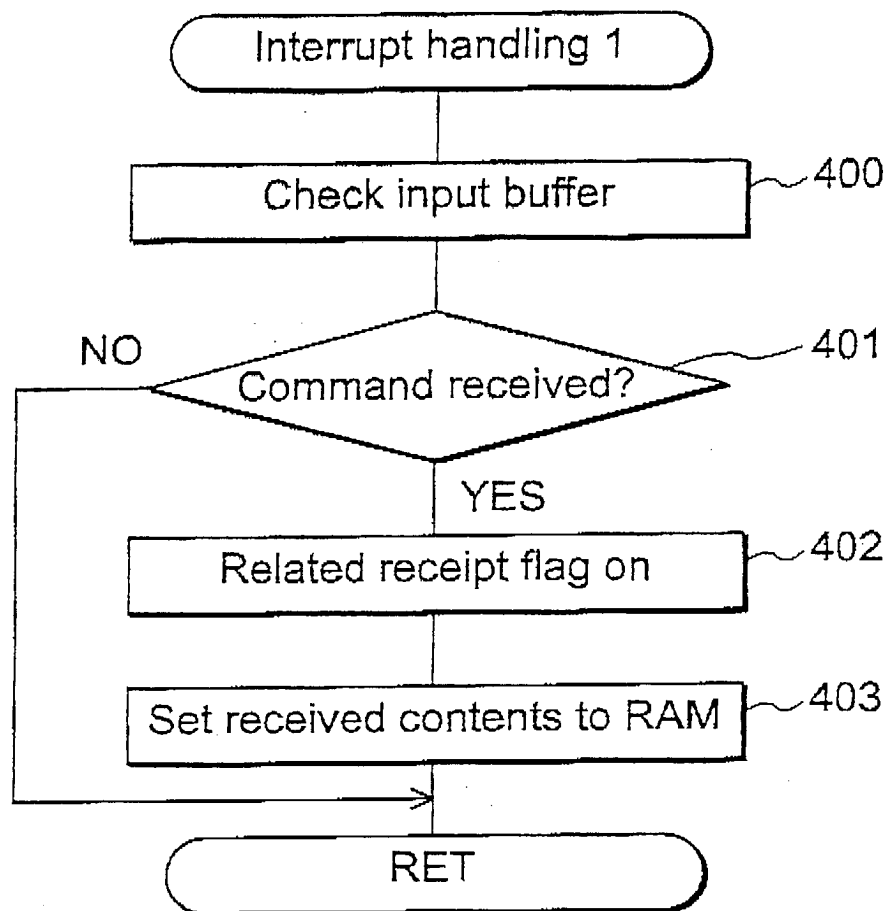 Interrupt handling 1
Check input buffer
400
NO
401
Command received?
YES
Related receipt flag on
402
Set received contents to RAM
403
RET